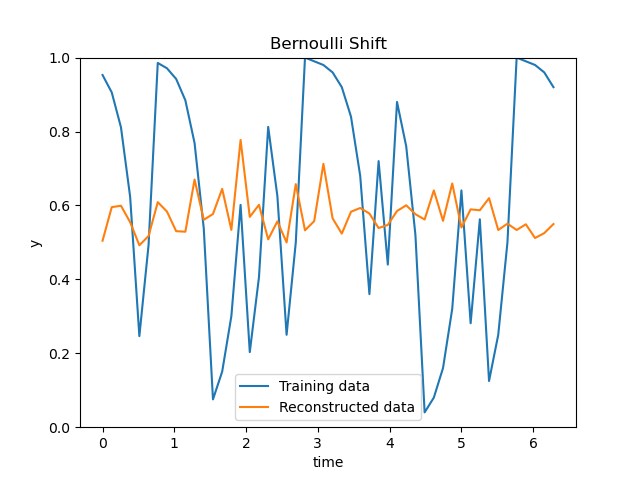 Bernoulli Shift
1.0
0.8
0.6
0.4
0.2
0.0
y
Training data
Reconstructed data
0 1 2 3 4 5 6
time